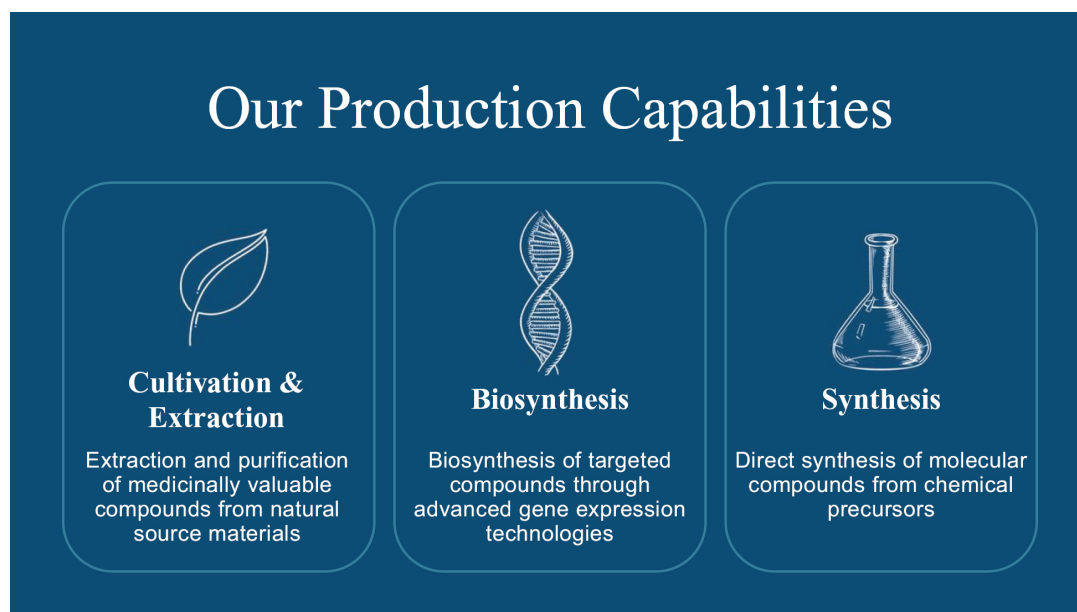 Our Production Capabilities
Cultivation &
Extraction
Extraction and purification
of medicinally valuable
compounds from natural
source materials
Biosynthesis
Biosynthesis of targeted
compounds through
advanced gene expression
technologies
Synthesis
Direct synthesis of molecular
compounds from chemical
precursors